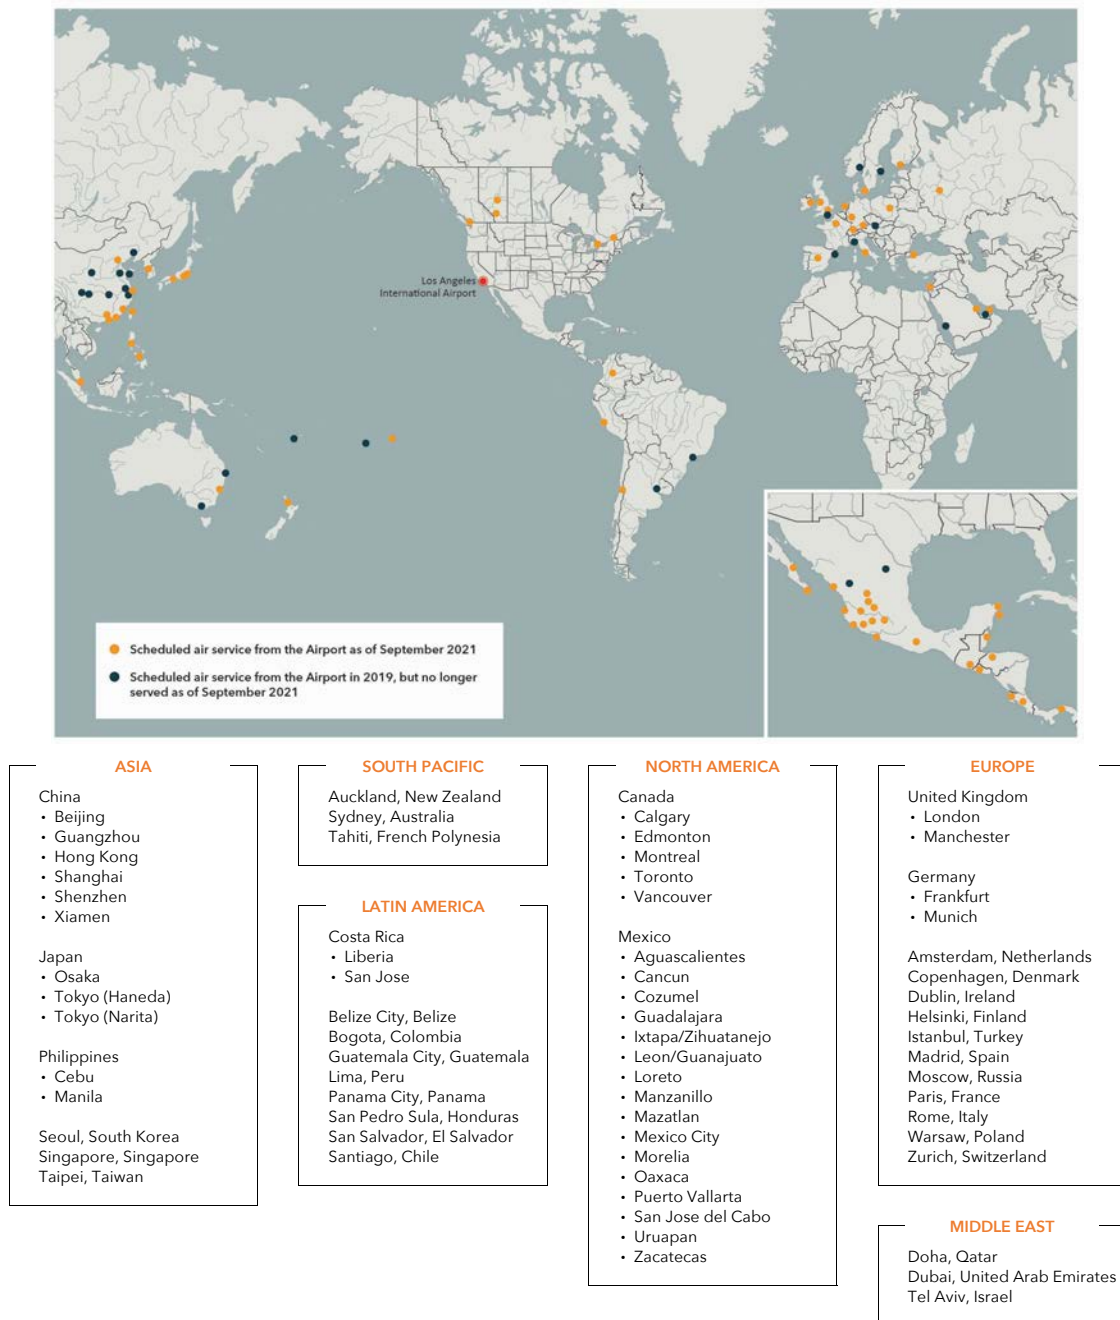 Los Angeles
International Airport
Scheduled air service from the Airport as of September 2021
Scheduled air service from the Airport in 2019, but no longer
served as of September 2021
ASIA
China
• Beijing
• Guangzhou
• Hong Kong
• Shanghai
• Shenzhen
• Xiamen
Japan
• Osaka
• Tokyo (Haneda)
• Tokyo (Narita)
Philippines
• Cebu
• Manila
Seoul, South Korea
Singapore, Singapore
Taipei, Taiwan
SOUTH PACIFIC
Auckland, New Zealand
Sydney, Australia
Tahiti, French Polynesia
LATIN AMERICA
Costa Rica
• Liberia
• San Jose
Belize City, Belize
Bogota, Colombia
Guatemala City, Guatemala
Lima, Peru
Panama City, Panama
San Pedro Sula, Honduras
San Salvador, El Salvador
Santiago, Chile
NORTH AMERICA
Canada
• Calgary
• Edmonton
• Montreal
• Toronto
• Vancouver
Mexico
• Aguascalientes
• Cancun
• Cozumel
• Guadalajara
• Ixtapa/Zihuatanejo
• Leon/Guanajuato
• Loreto
• Manzanillo
• Mazatlan
• Mexico City
• Morelia
• Oaxaca
• Puerto Vallarta
• San Jose del Cabo
• Uruapan
• Zacatecas
EUROPE
United Kingdom
• London
• Manchester
Germany
• Frankfurt
• Munich
Amsterdam, Netherlands
Copenhagen, Denmark
Dublin, Ireland
Helsinki, Finland
Istanbul, Turkey
Madrid, Spain
Moscow, Russia
Paris, France
Rome, Italy
Warsaw, Poland
Zurich, Switzerland
MIDDLE EAST
Doha, Qatar
Dubai, United Arab Emirates
Tel Aviv, Israel